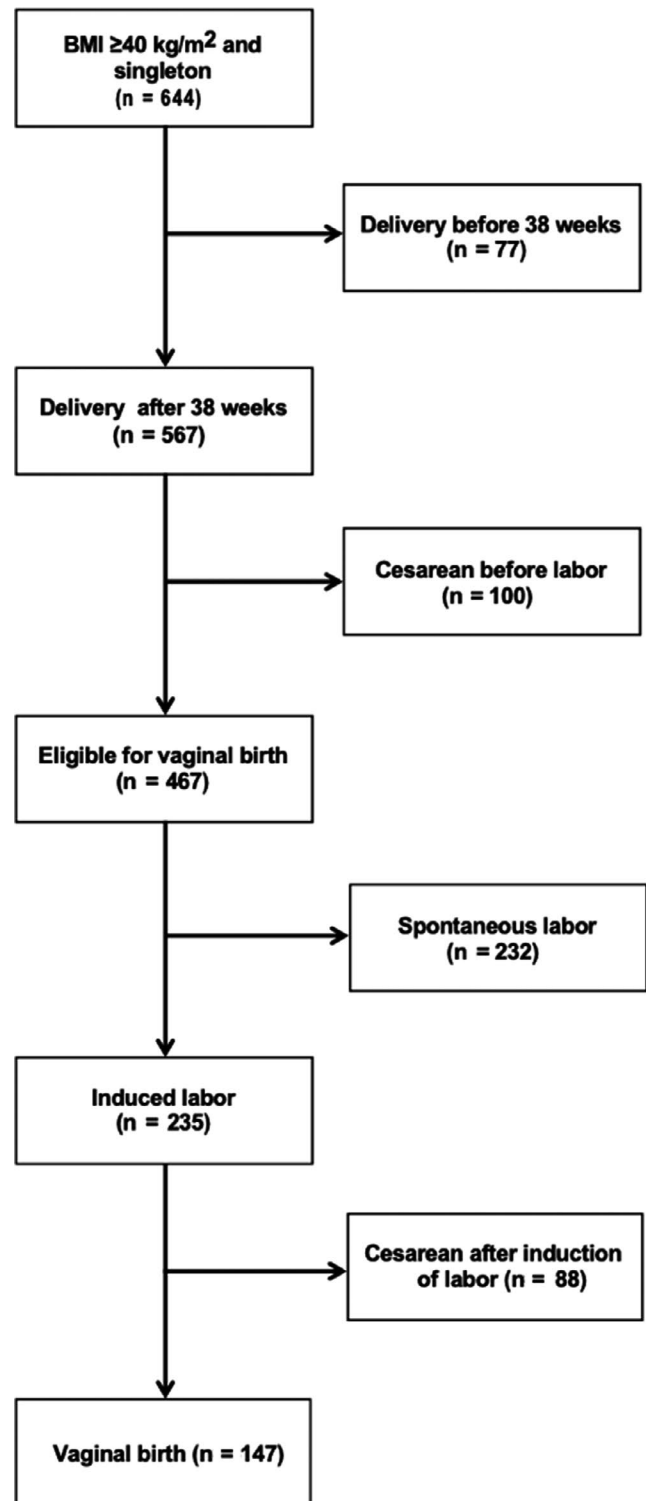 BMI ≥40 kg/m² and
singleton
(n = 644)
Delivery before 38 weeks
(n = 77)
Delivery after 38 weeks
(n = 567)
Cesarean before labor
(n = 100)
Eligible for vaginal birth
(n = 467)
Spontaneous labor
(n = 232)
Induced labor
(n = 235)
Cesarean after induction
of labor (n = 88)
Vaginal birth (n = 147)